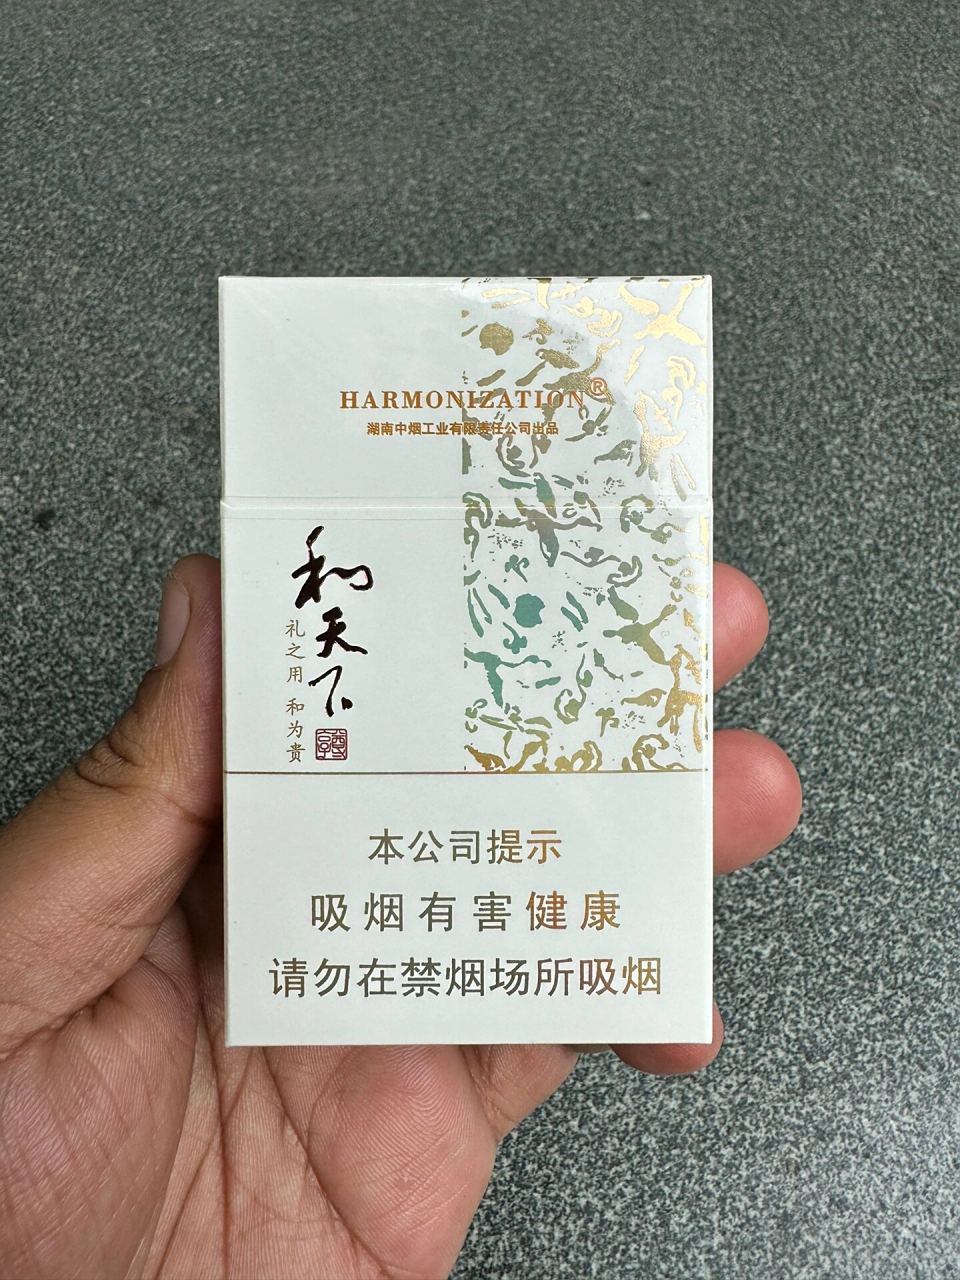 HARMONIZATION®
湖南中烟工业有限责任公司出品
和天下
礼之用 和为贵
尊享
本公司提示
吸烟有害健康
请勿在禁烟场所吸烟